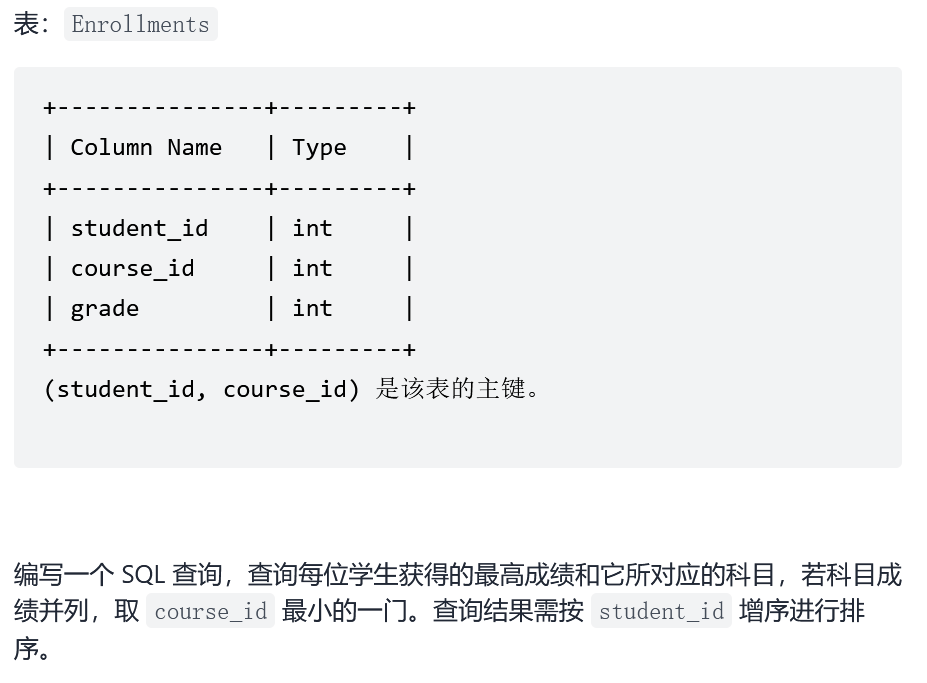 表： Enrollments
+---------------+---------+
| Column Name   | Type    |
+---------------+---------+
| student_id    | int     |
| course_id     | int     |
| grade         | int     |
+---------------+---------+
(student_id, course_id) 是该表的主键。
编写一个 SQL 查询，查询每位学生获得的最高成绩和它所对应的科目，若科目成
绩并列，取 course_id 最小的一门。查询结果需按 student_id 增序进行排
序。